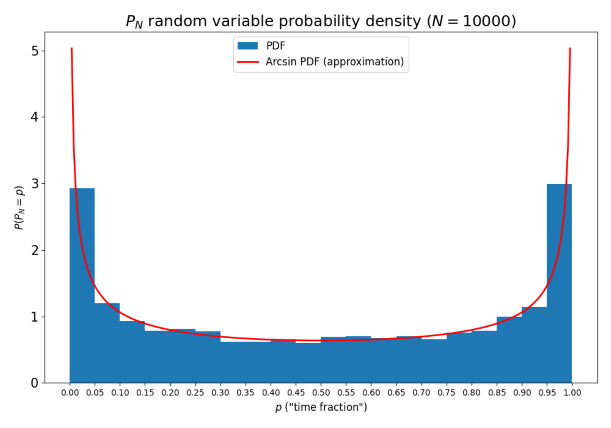 P_N random variable probability density (N = 10000)
PDF
Arcsin PDF (approximation)
P(P_N = p)
5
4
3
2
1
0
0.00 0.05 0.10 0.15 0.20 0.25 0.30 0.35 0.40 0.45 0.50 0.55 0.60 0.65 0.70 0.75 0.80 0.85 0.90 0.95 1.00
p ("time fraction")